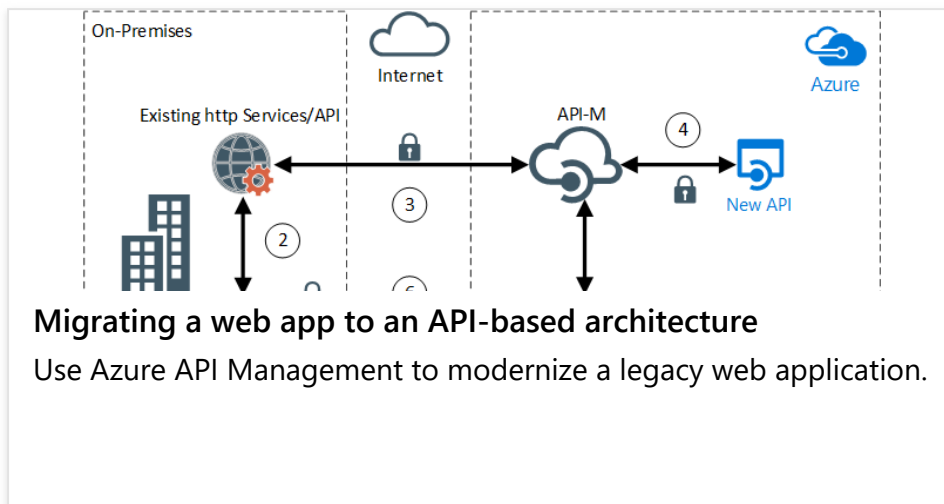 On-Premises
Internet
Azure
Existing http Services/API
API-M
4
3
New API
2
Migrating a web app to an API-based architecture
Use Azure API Management to modernize a legacy web application.